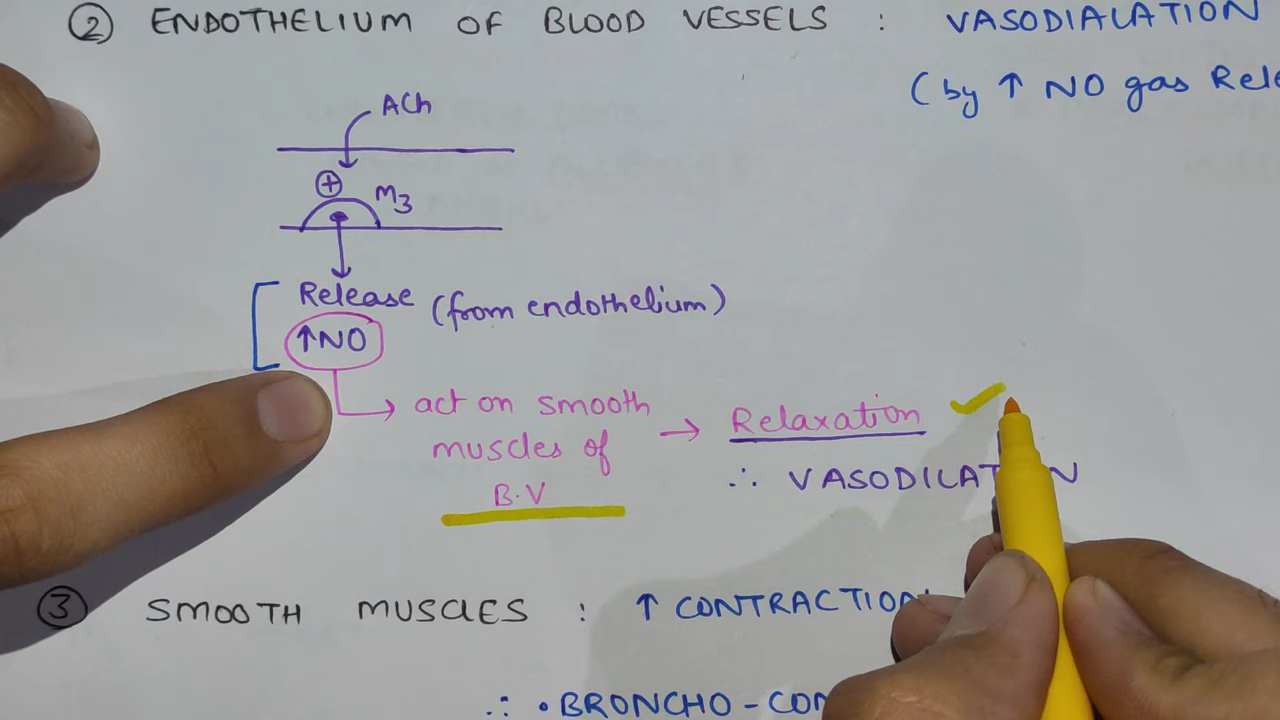 ② ENDOTHELIUM OF BLOOD VESSELS : VASODIALATION
(by ↑ NO gas
ACh
⊕ M3
Release (from endothelium)
↑NO
act on smooth muscles of B.V → Relaxation
∴ VASODILAT
③ SMOOTH MUSCLES : ↑ CONTRACTION
∴ • BRONCHO-CON